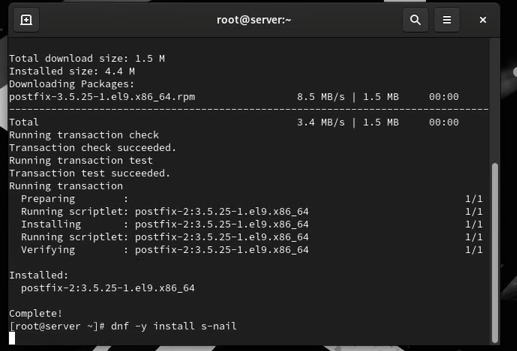 root@server:~
Total download size: 1.5 M
Installed size: 4.4 M
Downloading Packages:
postfix-3.5.25-1.el9.x86_64.rpm 8.5 MB/s | 1.5 MB 00:00
--------------------------------------------------------------------------------
Total 3.4 MB/s | 1.5 MB 00:00
Running transaction check
Transaction check succeeded.
Running transaction test
Transaction test succeeded.
Running transaction
Preparing : 1/1
Running scriptlet: postfix-2:3.5.25-1.el9.x86_64 1/1
Installing : postfix-2:3.5.25-1.el9.x86_64 1/1
Running scriptlet: postfix-2:3.5.25-1.el9.x86_64 1/1
Verifying : postfix-2:3.5.25-1.el9.x86_64 1/1
Installed:
postfix-2:3.5.25-1.el9.x86_64
Complete!
[root@server ~]# dnf -y install s-nail